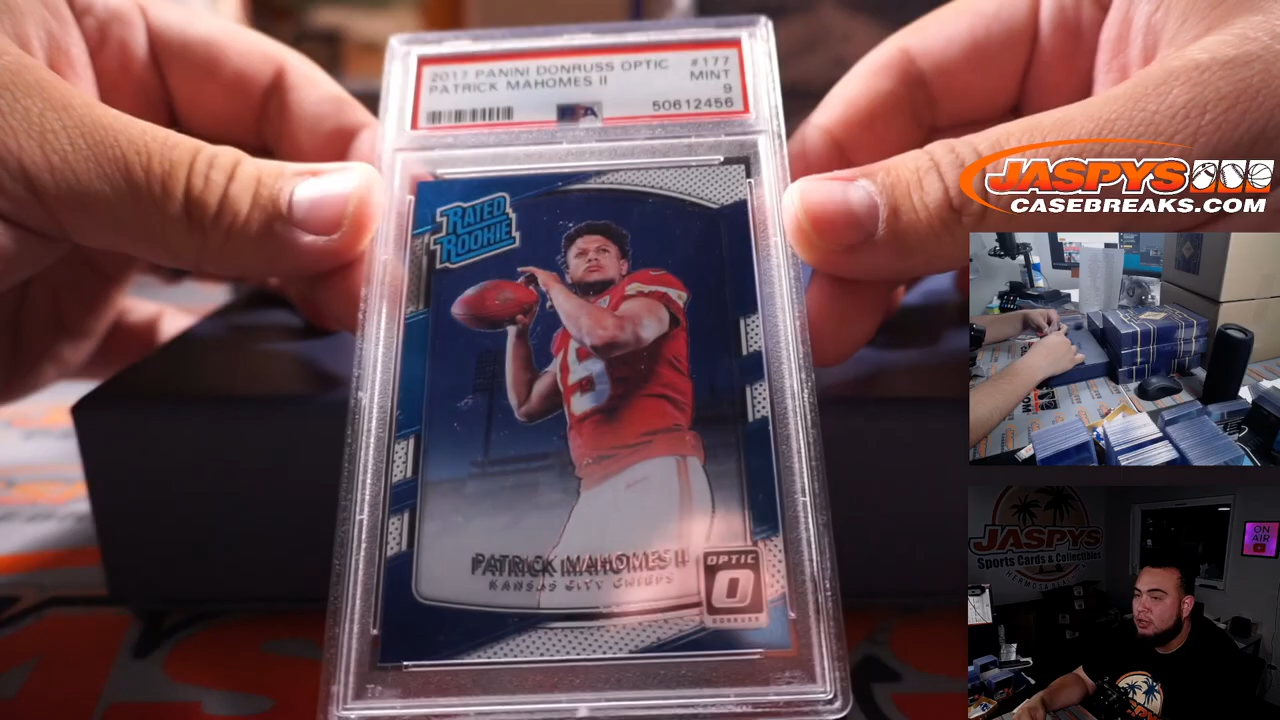 2017 PANINI DONRUSS OPTIC #177
PATRICK MAHOMES II MINT
9
PSA 50612456
RATED
ROOKIE
PATRICK MAHOMES II
KANSAS CITY CHIEFS
OPTIC
DONRUSS
JASPYS
CASEBREAKS.COM
JASPYS
Sports Cards & Collectibles
HERMOSA
ON
AIR